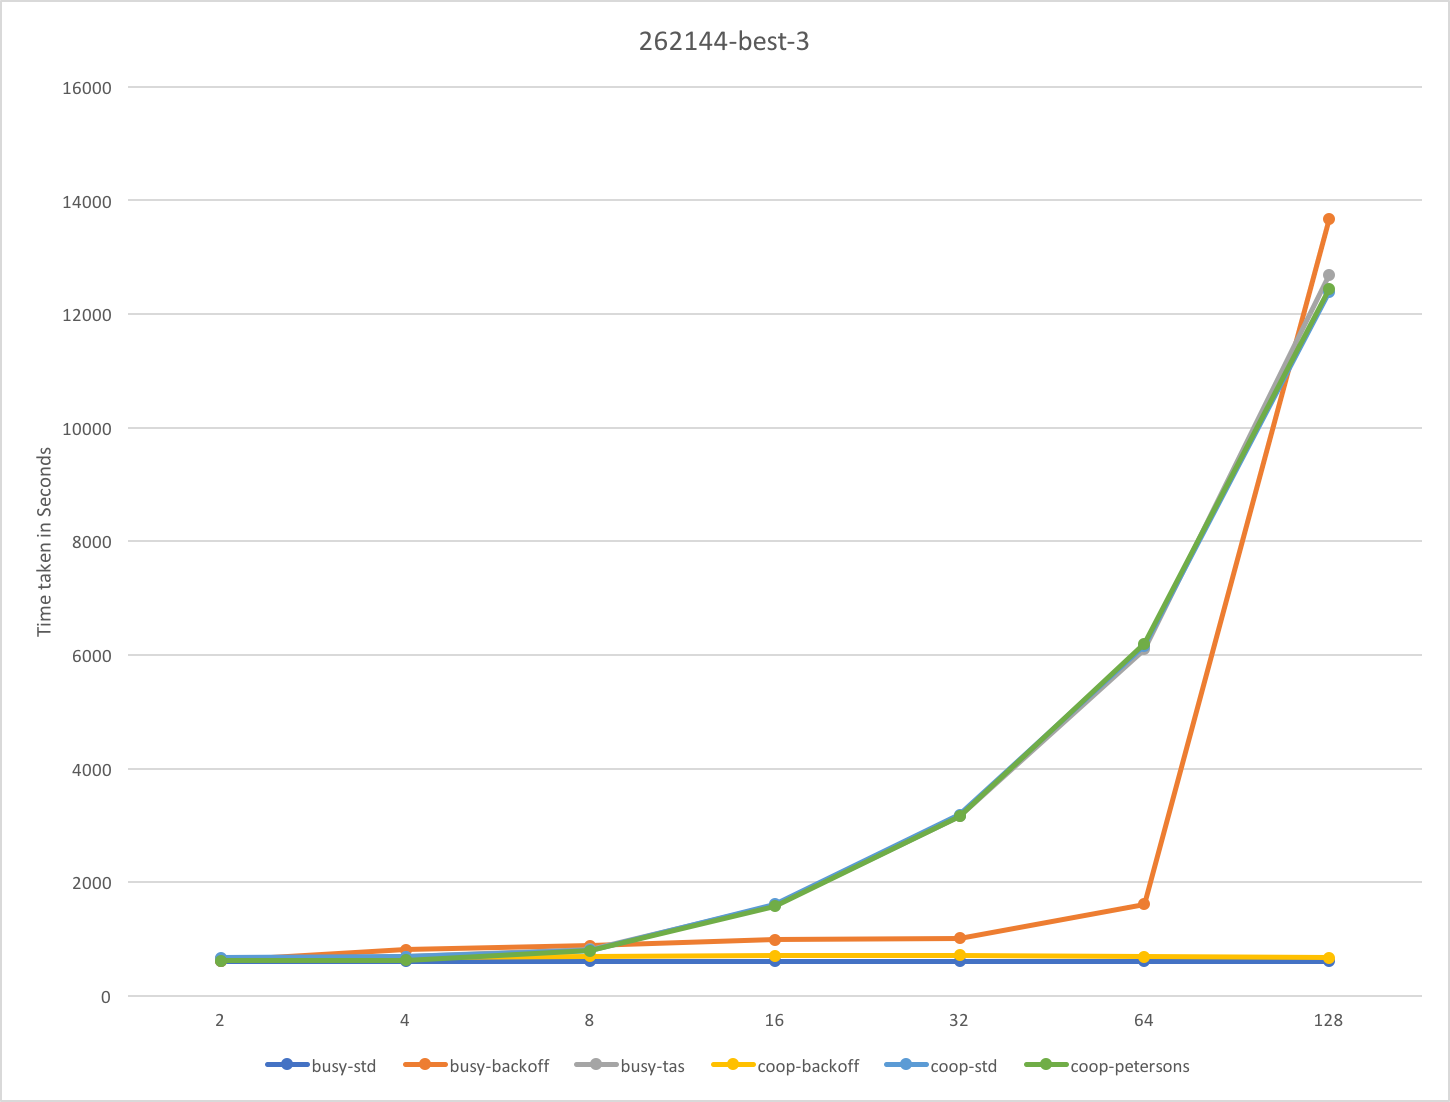 262144-best-3
16000
14000
12000
10000
8000
6000
4000
2000
0
Time taken in Seconds
2 4 8 16 32 64 128
busy-std busy-backoff busy-tas coop-backoff coop-std coop-petersons